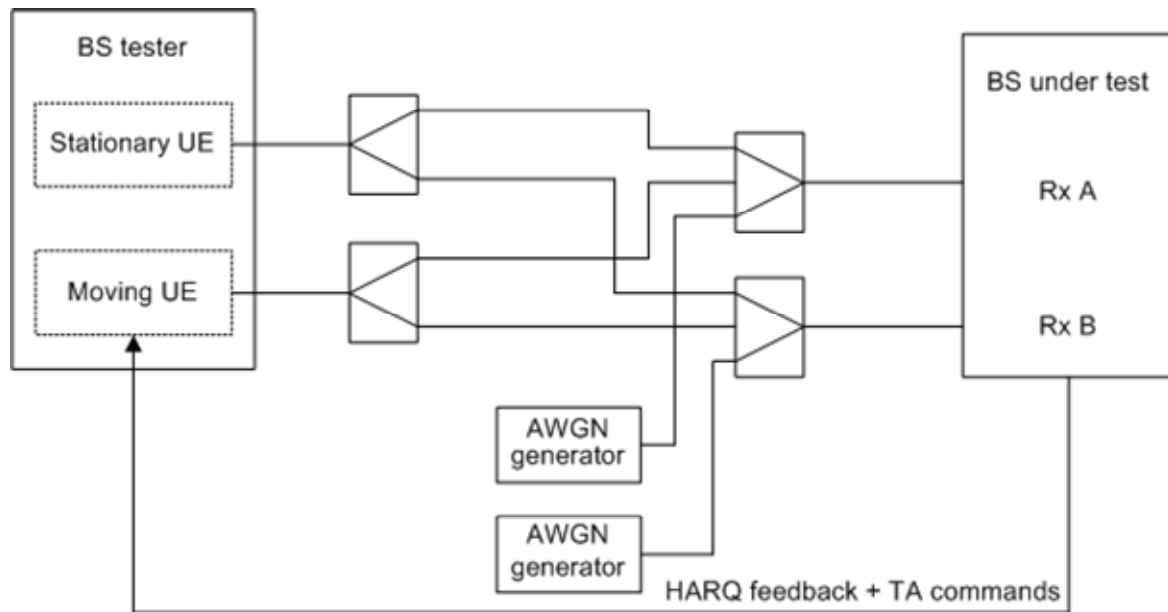 BS tester
Stationary UE
Moving UE
AWGN
generator
AWGN
generator
BS under test
Rx A
Rx B
HARQ feedback + TA commands